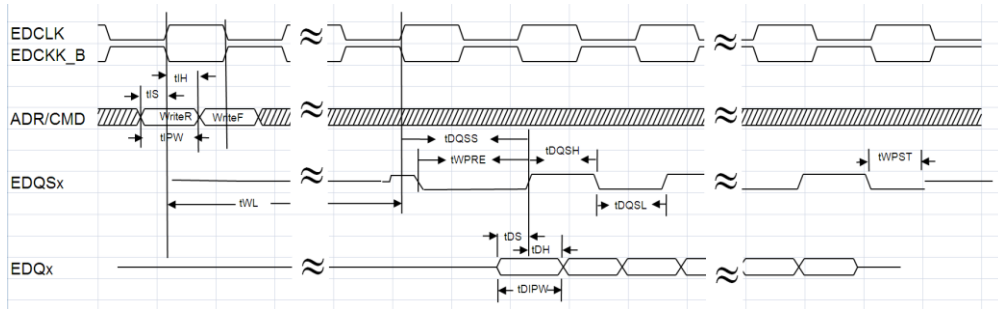 EDCLK
EDCKK_B
tIH
tIS
ADR/CMD
WriteR WriteF
tIPW
tDQSS
tWPRE tDQSH tWPST
EDQSx
tWL tDQSL
tDS
tDH
EDQx
tDIPW